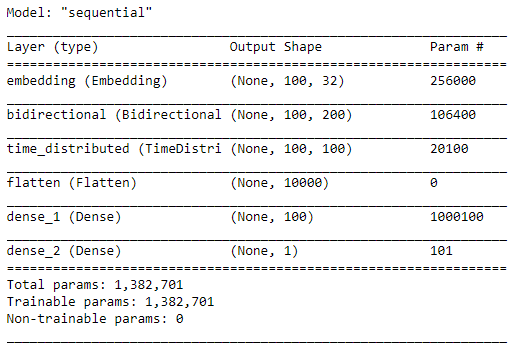 Model: "sequential"
Layer (type) Output Shape Param #
embedding (Embedding) (None, 100, 32) 256000
bidirectional (Bidirectional (None, 100, 200) 106400
time_distributed (TimeDistri (None, 100, 100) 20100
flatten (Flatten) (None, 10000) 0
dense_1 (Dense) (None, 100) 1000100
dense_2 (Dense) (None, 1) 101
Total params: 1,382,701
Trainable params: 1,382,701
Non-trainable params: 0